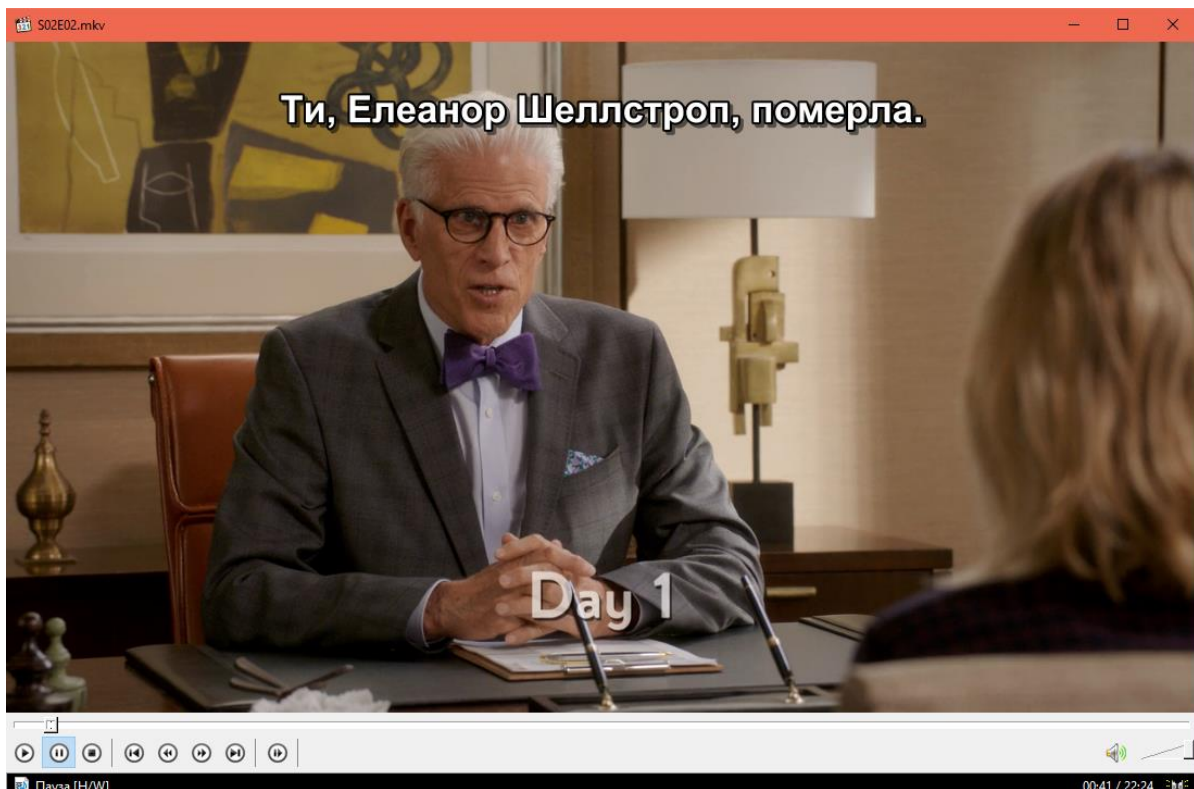 S02E02.mkv
Ти, Елеанор Шеллстроп, померла.
Day 1
Пауза [H/W]
00:41 / 22:24